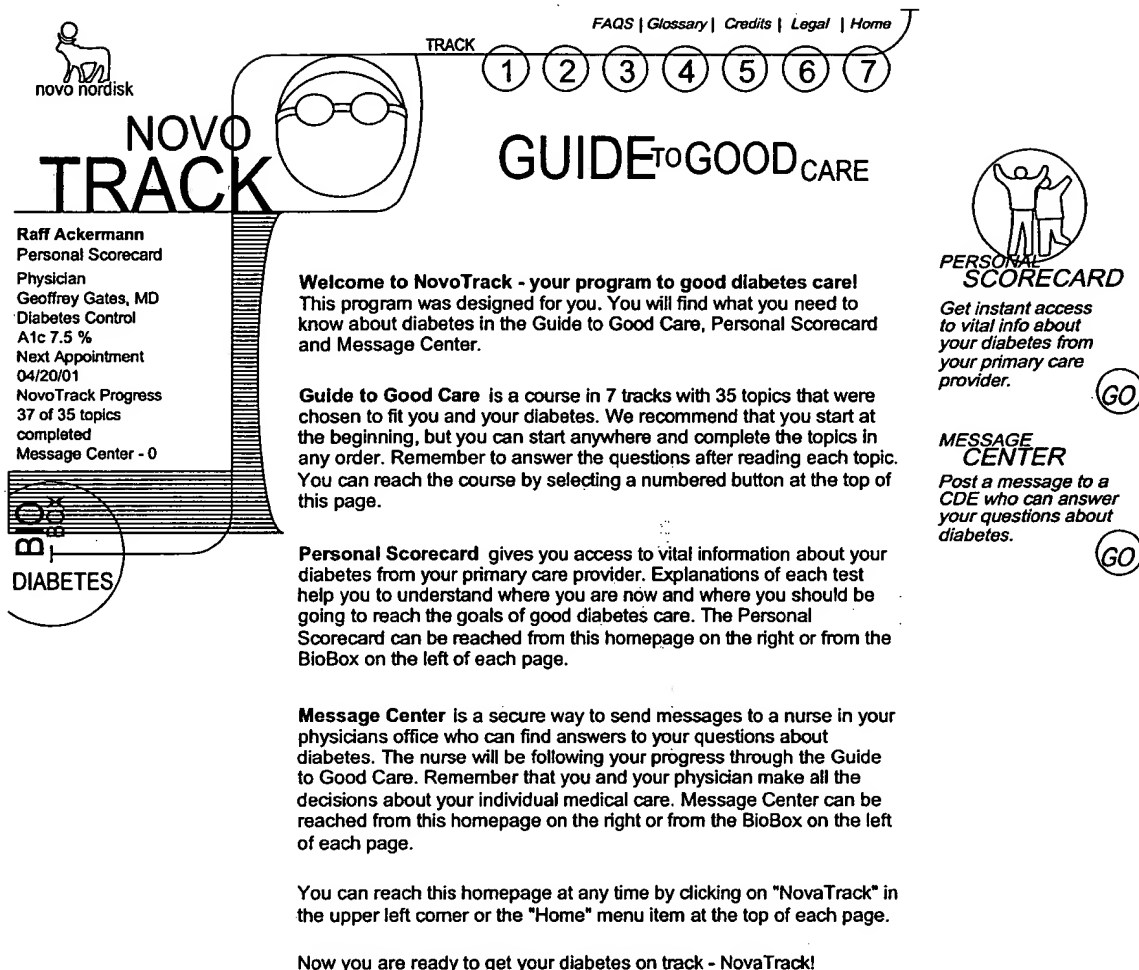 FAQS | Glossary | Credits | Legal | Home
TRACK
1 2 3 4 5 6 7
novo nordisk
NOVO
TRACK
GUIDE TO GOOD CARE
Raff Ackermann
Personal Scorecard
Physician
Geoffrey Gates, MD
Diabetes Control
A1c 7.5 %
Next Appointment
04/20/01
NovoTrack Progress
37 of 35 topics
completed
Message Center - 0
BIO
BOX
DIABETES
Welcome to NovoTrack - your program to good diabetes care!
This program was designed for you. You will find what you need to
know about diabetes in the Guide to Good Care, Personal Scorecard
and Message Center.
Guide to Good Care is a course in 7 tracks with 35 topics that were
chosen to fit you and your diabetes. We recommend that you start at
the beginning, but you can start anywhere and complete the topics in
any order. Remember to answer the questions after reading each topic.
You can reach the course by selecting a numbered button at the top of
this page.
Personal Scorecard gives you access to vital information about your
diabetes from your primary care provider. Explanations of each test
help you to understand where you are now and where you should be
going to reach the goals of good diabetes care. The Personal
Scorecard can be reached from this homepage on the right or from the
BioBox on the left of each page.
Message Center is a secure way to send messages to a nurse in your
physicians office who can find answers to your questions about
diabetes. The nurse will be following your progress through the Guide
to Good Care. Remember that you and your physician make all the
decisions about your individual medical care. Message Center can be
reached from this homepage on the right or from the BioBox on the left
of each page.
You can reach this homepage at any time by clicking on "NovaTrack" in
the upper left corner or the "Home" menu item at the top of each page.
Now you are ready to get your diabetes on track - NovaTrack!
PERSONAL
SCORECARD
Get instant access
to vital info about
your diabetes from
your primary care
provider.
GO
MESSAGE
CENTER
Post a message to a
CDE who can answer
your questions about
diabetes.
GO